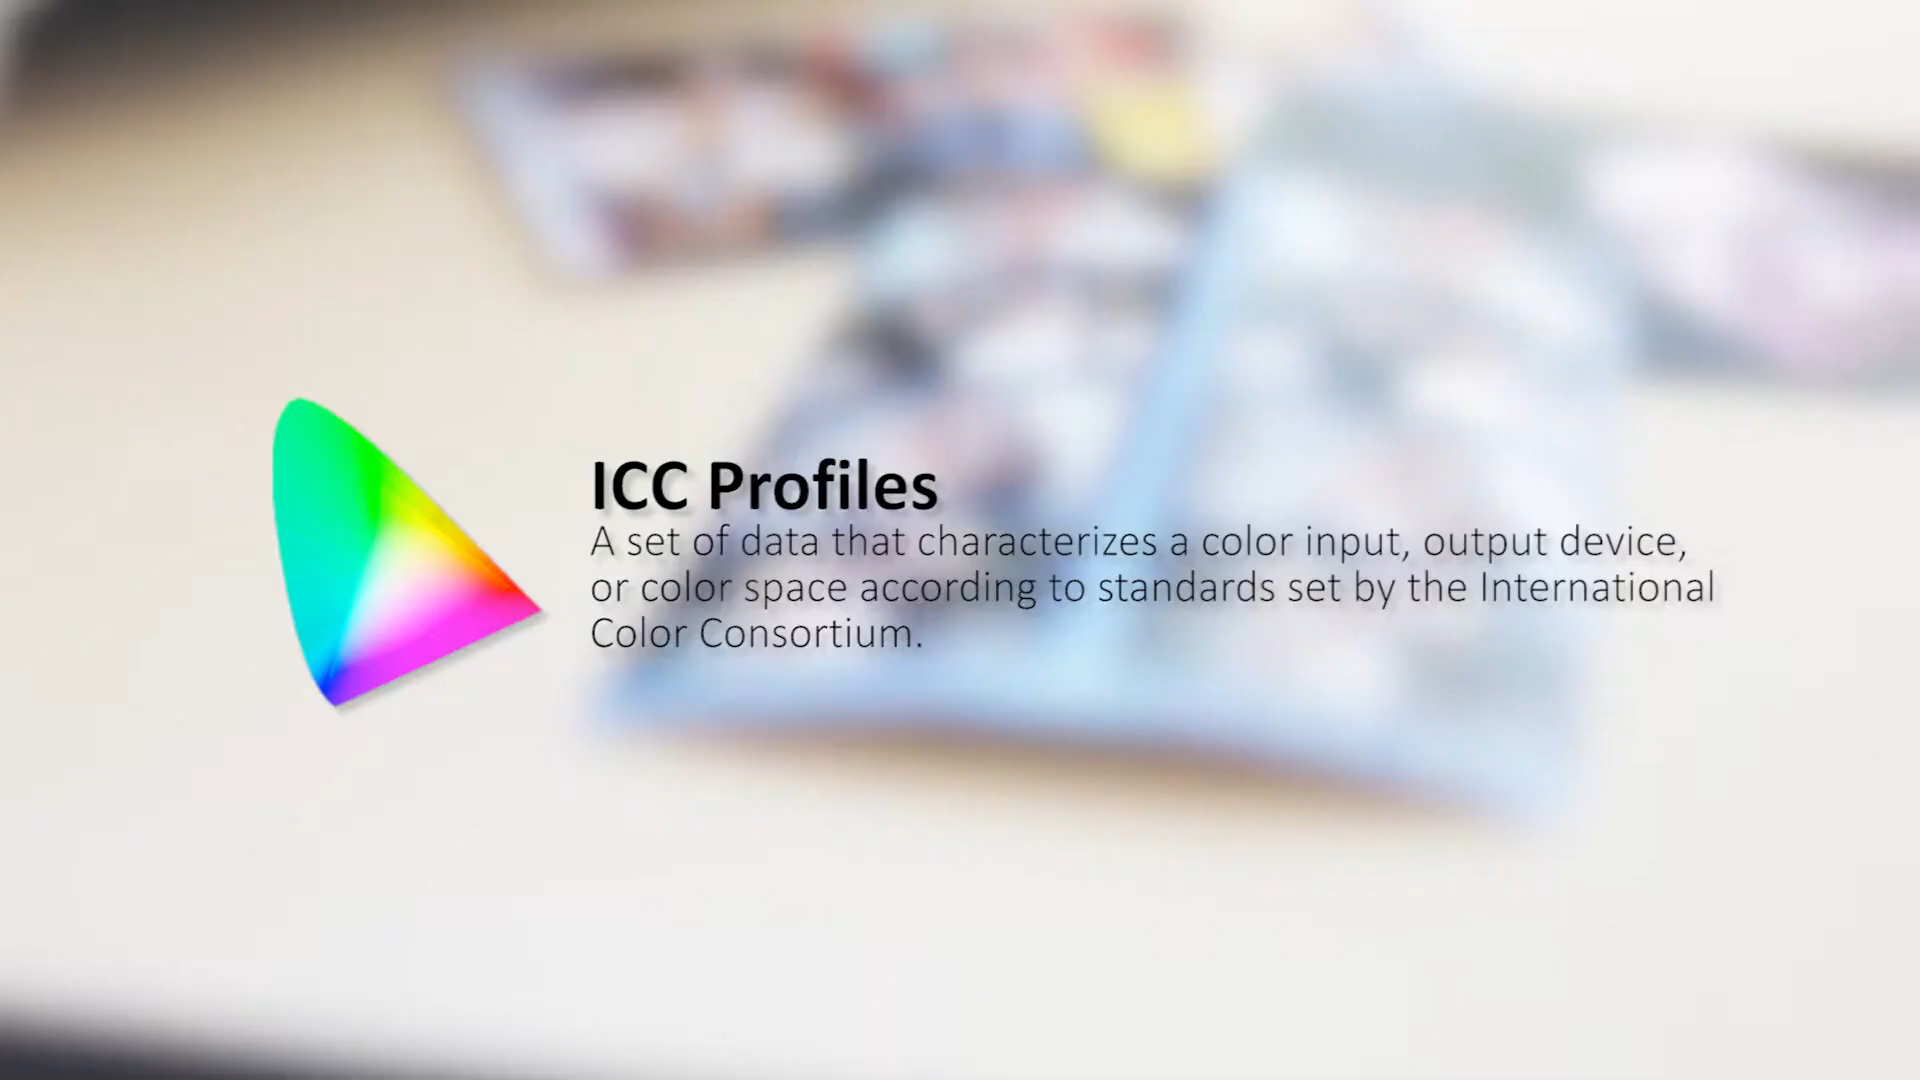 ICC Profiles
A set of data that characterizes a color input, output device,
or color space according to standards set by the International
Color Consortium.